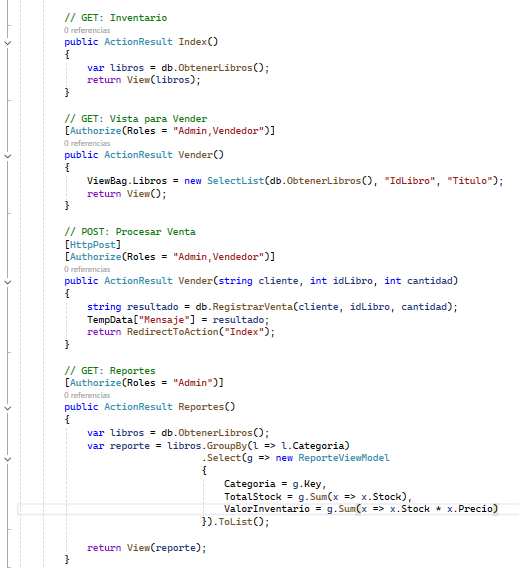 // GET: Inventario
0 referencias
public ActionResult Index()
{
var libros = db.ObtenerLibros();
return View(libros);
}
// GET: Vista para Vender
[Authorize(Roles = "Admin,Vendedor")]
0 referencias
public ActionResult Vender()
{
ViewBag.Libros = new SelectList(db.ObtenerLibros(), "IdLibro", "Titulo");
return View();
}
// POST: Procesar Venta
[HttpPost]
[Authorize(Roles = "Admin,Vendedor")]
0 referencias
public ActionResult Vender(string cliente, int idLibro, int cantidad)
{
string resultado = db.RegistrarVenta(cliente, idLibro, cantidad);
TempData["Mensaje"] = resultado;
return RedirectToAction("Index");
}
// GET: Reportes
[Authorize(Roles = "Admin")]
0 referencias
public ActionResult Reportes()
{
var libros = db.ObtenerLibros();
var reporte = libros.GroupBy(l => l.Categoria)
.Select(g => new ReporteViewModel
{
Categoria = g.Key,
TotalStock = g.Sum(x => x.Stock),
ValorInventario = g.Sum(x => x.Stock * x.Precio)
}).ToList();
return View(reporte);
}